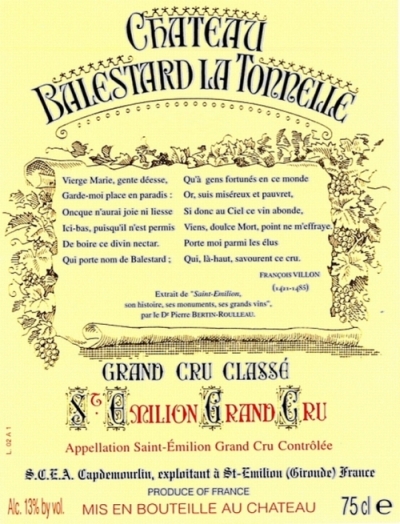 CHATEAU
BALESTARD LA TONNELLE
Vierge Marie, gente déesse,
Garde-moi place en paradis :
Oncque n'aurai joie ni liesse
Ici-bas, puisqu'il n'est permis
De boire ce divin nectar.
Qui porte nom de Balestard ;
Qu'à gens fortunés en ce monde
Or, suis miséreux et pauvret,
Si donc au Ciel ce vin abonde,
Viens, doulce Mort, point ne m'effraye.
Porte moi parmi les élus
Qui, là-haut, savourent ce cru.
FRANÇOIS VILLON
(1421-1485)
Extrait de "Saint-Emilion,
son histoire, ses monuments, ses grands vins",
par le Dr Pierre BERTIN-ROULLEAU.
GRAND CRU CLASSÉ
ST EMILION GRAND CRU
Appellation Saint-Émilion Grand Cru Contrôlée
S.C.E.A. Capdemourlin, exploitant à St-Emilion (Gironde) France
PRODUCE OF FRANCE
Alc. 13% by vol.
MIS EN BOUTEILLE AU CHATEAU
75 cl e
L. 02 A 1